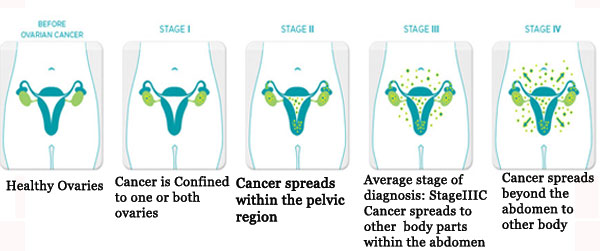 BEFORE
OVARIAN CANCER
STAGE I
STAGE II
STAGE III
STAGE IV
Healthy Ovaries
Cancer is Confined
to one or both
ovaries
Cancer spreads
within the pelvic
region
Average stage of
diagnosis: StageIIIC
Cancer spreads to
other body parts
within the abdomen
Cancer spreads
beyond the
abdomen to
other body